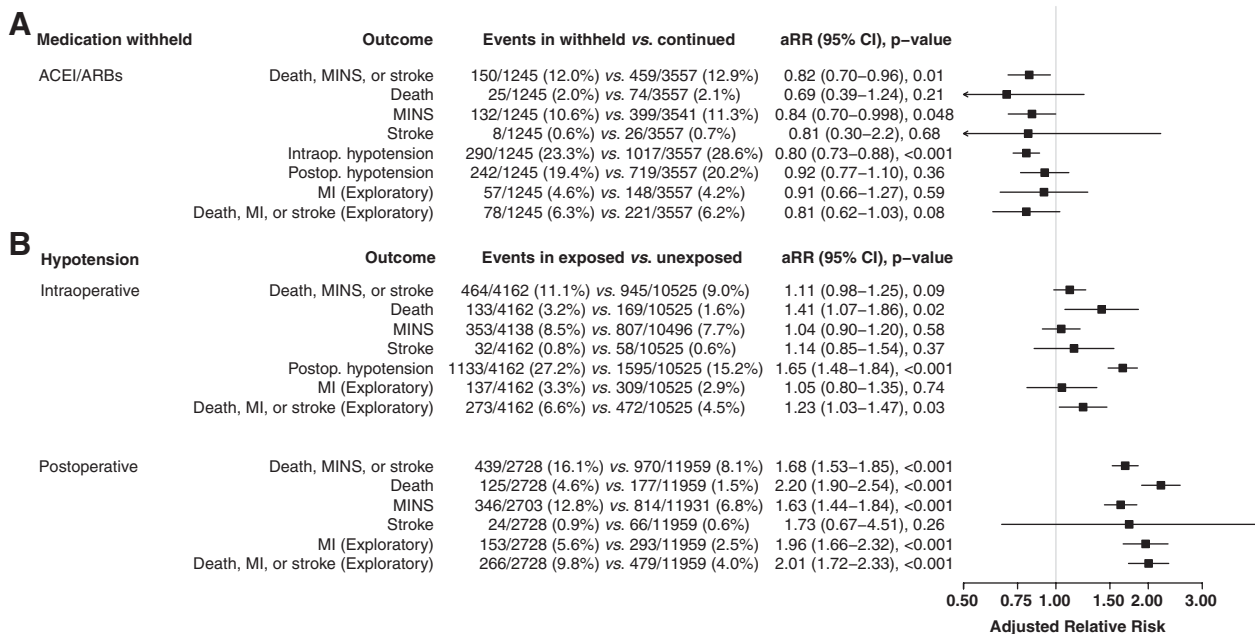 A
Medication withheld Outcome Events in withheld vs. continued aRR (95% CI), p−value
ACEI/ARBs Death, MINS, or stroke 150/1245 (12.0%) vs. 459/3557 (12.9%) 0.82 (0.70−0.96), 0.01
Death 25/1245 (2.0%) vs. 74/3557 (2.1%) 0.69 (0.39−1.24), 0.21
MINS 132/1245 (10.6%) vs. 399/3541 (11.3%) 0.84 (0.70−0.998), 0.048
Stroke 8/1245 (0.6%) vs. 26/3557 (0.7%) 0.81 (0.30−2.2), 0.68
Intraop. hypotension 290/1245 (23.3%) vs. 1017/3557 (28.6%) 0.80 (0.73−0.88), <0.001
Postop. hypotension 242/1245 (19.4%) vs. 719/3557 (20.2%) 0.92 (0.77−1.10), 0.36
MI (Exploratory) 57/1245 (4.6%) vs. 148/3557 (4.2%) 0.91 (0.66−1.27), 0.59
Death, MI, or stroke (Exploratory) 78/1245 (6.3%) vs. 221/3557 (6.2%) 0.81 (0.62−1.03), 0.08
B
Hypotension Outcome Events in exposed vs. unexposed aRR (95% CI), p−value
Intraoperative Death, MINS, or stroke 464/4162 (11.1%) vs. 945/10525 (9.0%) 1.11 (0.98−1.25), 0.09
Death 133/4162 (3.2%) vs. 169/10525 (1.6%) 1.41 (1.07−1.86), 0.02
MINS 353/4138 (8.5%) vs. 807/10496 (7.7%) 1.04 (0.90−1.20), 0.58
Stroke 32/4162 (0.8%) vs. 58/10525 (0.6%) 1.14 (0.85−1.54), 0.37
Postop. hypotension 1133/4162 (27.2%) vs. 1595/10525 (15.2%) 1.65 (1.48−1.84), <0.001
MI (Exploratory) 137/4162 (3.3%) vs. 309/10525 (2.9%) 1.05 (0.80−1.35), 0.74
Death, MI, or stroke (Exploratory) 273/4162 (6.6%) vs. 472/10525 (4.5%) 1.23 (1.03−1.47), 0.03
Postoperative Death, MINS, or stroke 439/2728 (16.1%) vs. 970/11959 (8.1%) 1.68 (1.53−1.85), <0.001
Death 125/2728 (4.6%) vs. 177/11959 (1.5%) 2.20 (1.90−2.54), <0.001
MINS 346/2703 (12.8%) vs. 814/11931 (6.8%) 1.63 (1.44−1.84), <0.001
Stroke 24/2728 (0.9%) vs. 66/11959 (0.6%) 1.73 (0.67−4.51), 0.26
MI (Exploratory) 153/2728 (5.6%) vs. 293/11959 (2.5%) 1.96 (1.66−2.32), <0.001
Death, MI, or stroke (Exploratory) 266/2728 (9.8%) vs. 479/11959 (4.0%) 2.01 (1.72−2.33), <0.001
0.50 0.75 1.00 1.50 2.00 3.00
Adjusted Relative Risk